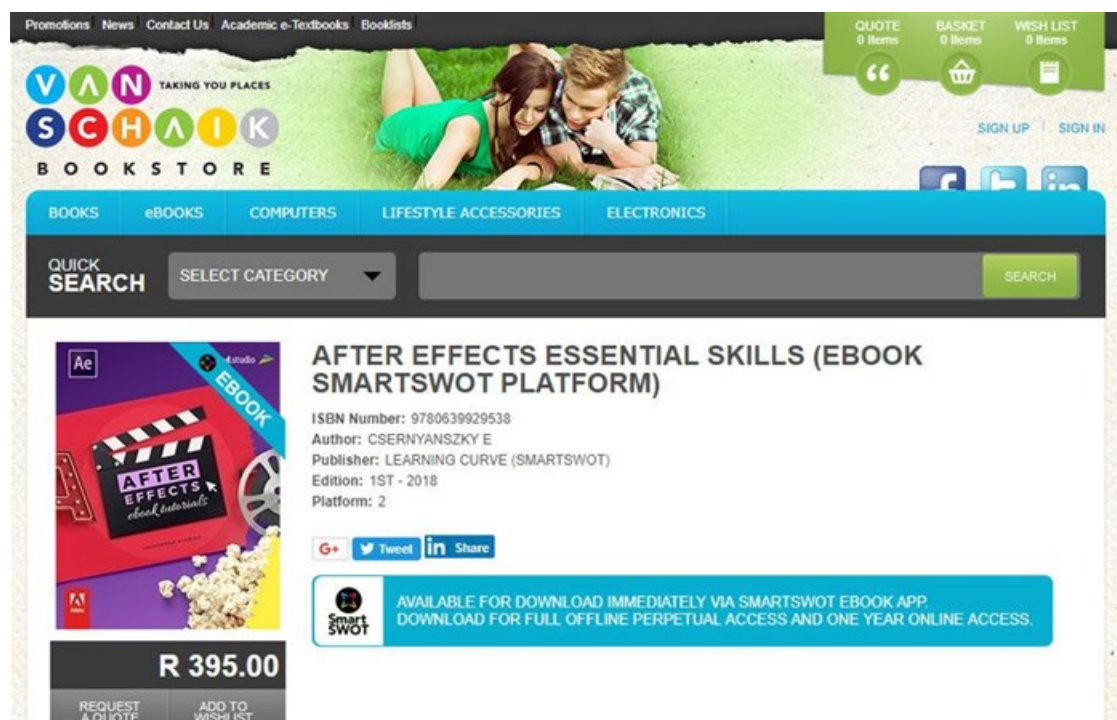 Promotions News Contact Us Academic e-Textbooks Booklists
QUOTE
0 Items
BASKET
0 Items
WISH LIST
0 Items
VAN TAKING YOU PLACES
SCHAIK
BOOKSTORE
SIGN UP SIGN IN
BOOKS eBOOKS COMPUTERS LIFESTYLE ACCESSORIES ELECTRONICS
QUICK
SEARCH
SELECT CATEGORY
SEARCH
Ae
EBOOK
AFTER
EFFECTS
ebook tutorials
Adobe
AFTER EFFECTS ESSENTIAL SKILLS (EBOOK
SMARTSWOT PLATFORM)
ISBN Number: 9780639929538
Author: CSERNYANSZKY E
Publisher: LEARNING CURVE (SMARTSWOT)
Edition: 1ST - 2018
Platform: 2
G+ Tweet in Share
Smart
SWOT
AVAILABLE FOR DOWNLOAD IMMEDIATELY VIA SMARTSWOT EBOOK APP.
DOWNLOAD FOR FULL OFFLINE PERPETUAL ACCESS AND ONE YEAR ONLINE ACCESS.
R 395.00
REQUEST
A QUOTE
ADD TO
WISHLIST